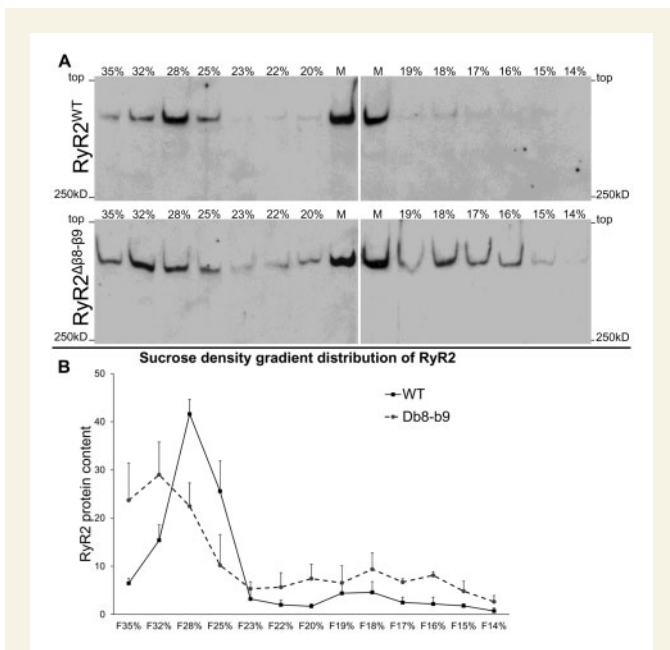 A
35% 32% 28% 25% 23% 22% 20% M M 19% 18% 17% 16% 15% 14%
top top
RyR2WT
250kD 250kD
35% 32% 28% 25% 23% 22% 20% M M 19% 18% 17% 16% 15% 14%
top top
RyR2Δβ8-β9
250kD 250kD
Sucrose density gradient distribution of RyR2
B
50
WT
Db8-b9
40
30
20
10
0
RyR2 protein content
F35% F32% F28% F25% F23% F22% F20% F19% F18% F17% F16% F15% F14%